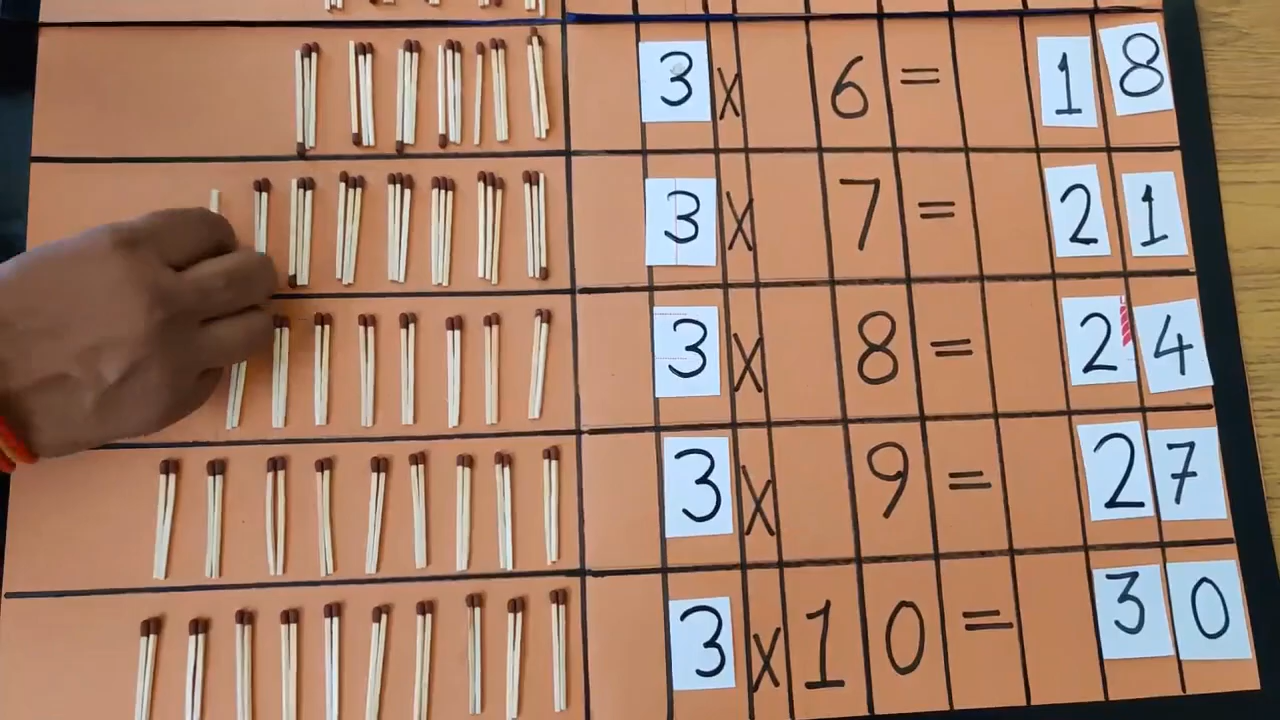 3 x 6 = 18
3 x 7 = 21
3 x 8 = 24
3 x 9 = 27
3 x 10 = 30